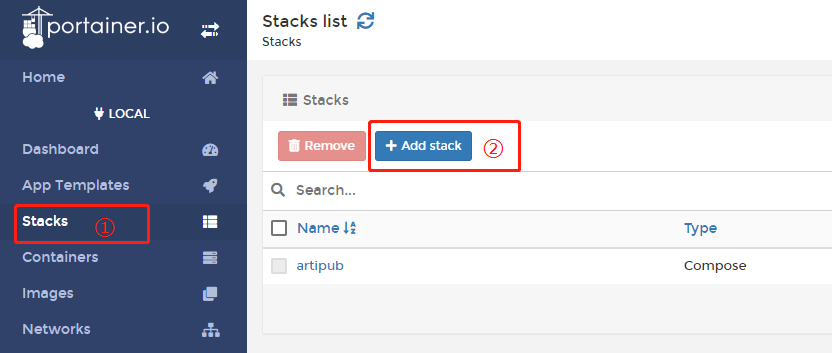 portainer.io
Home
LOCAL
Dashboard
App Templates
Stacks ①
Containers
Images
Networks
Stacks list
Stacks
Stacks
Remove
Add stack ②
Search...
Name
Type
artipub
Compose